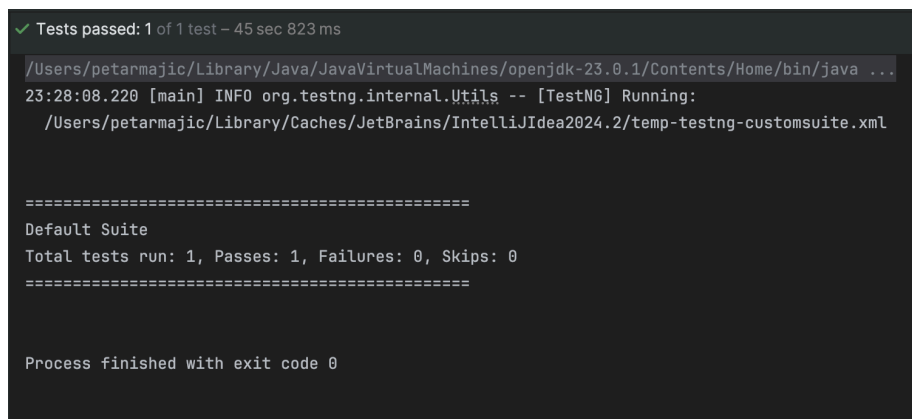 ✓ Tests passed: 1 of 1 test – 45 sec 823 ms
/Users/petarmajic/Library/Java/JavaVirtualMachines/openjdk-23.0.1/Contents/Home/bin/java ...
23:28:08.220 [main] INFO org.testng.internal.Utils -- [TestNG] Running:
  /Users/petarmajic/Library/Caches/JetBrains/IntelliJIdea2024.2/temp-testng-customsuite.xml
===============================================
Default Suite
Total tests run: 1, Passes: 1, Failures: 0, Skips: 0
===============================================
Process finished with exit code 0